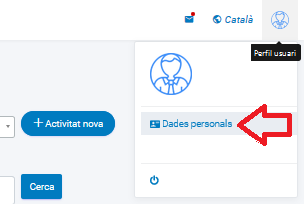 Català
Perfil usuari
Activitat nova
Dades personals
Cerca